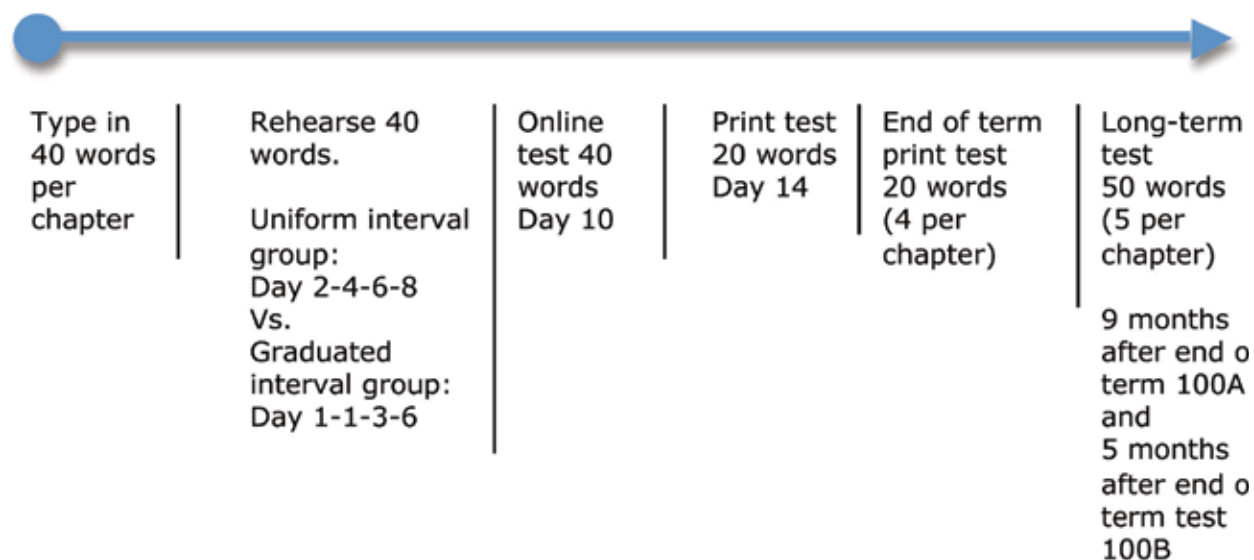 Type in
40 words
per
chapter
Rehearse 40
words.
Uniform interval
group:
Day 2-4-6-8
Vs.
Graduated
interval group:
Day 1-1-3-6
Online
test 40
words
Day 10
Print test
20 words
Day 14
End of term
print test
20 words
(4 per
chapter)
Long-term
test
50 words
(5 per
chapter)
9 months
after end o
term 100A
and
5 months
after end o
term test
100B